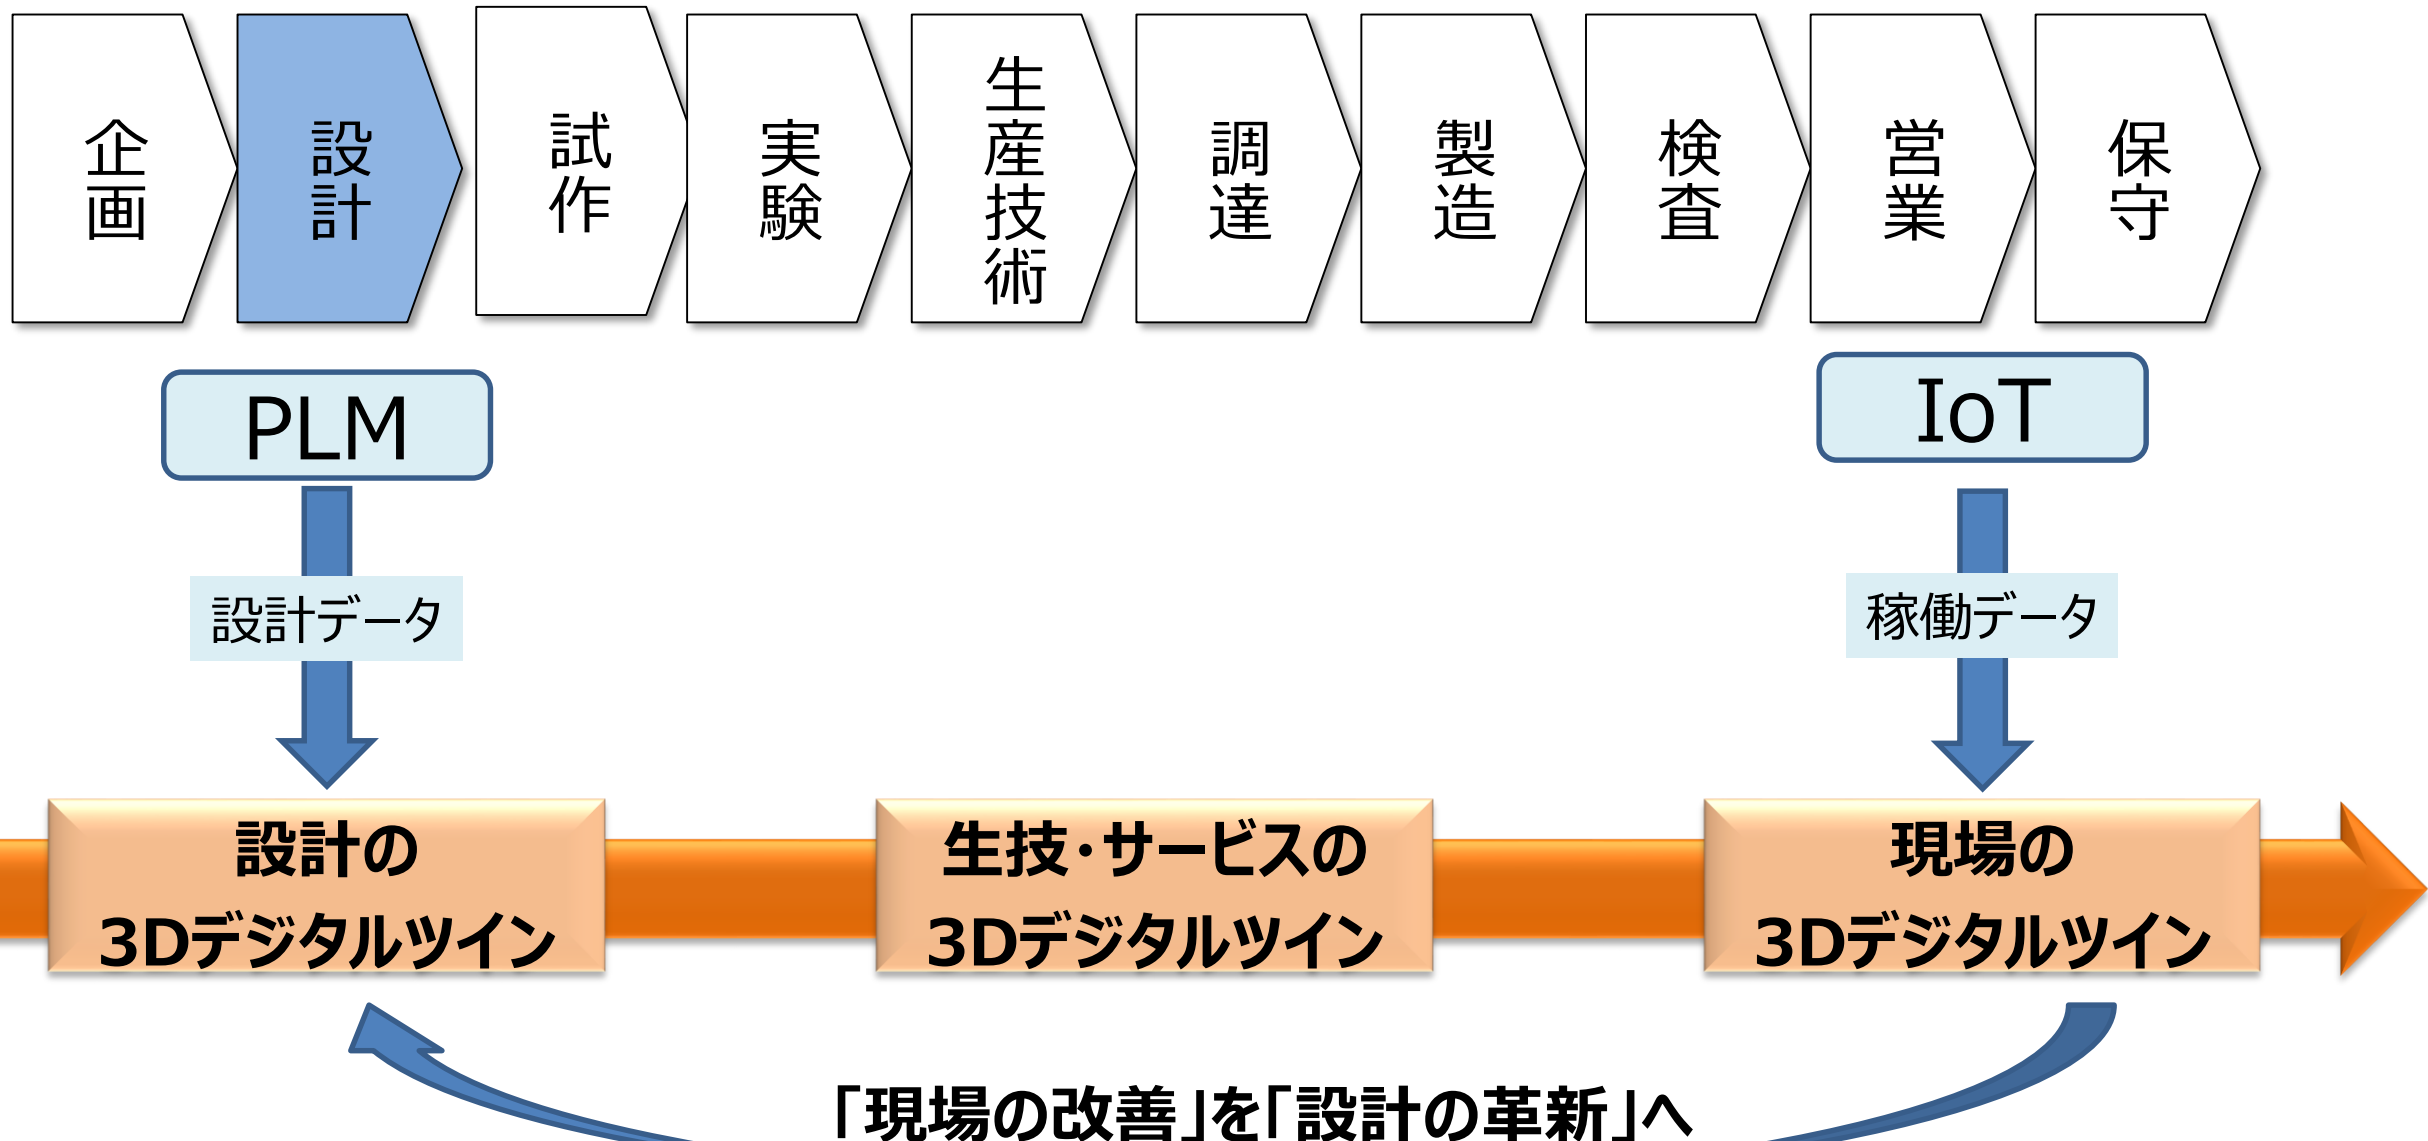 企画
設計
試作
実験
生産技術
調達
製造
検査
営業
保守
PLM
IoT
設計データ
稼働データ
設計の
3Dデジタルツイン
生技・サービスの
3Dデジタルツイン
現場の
3Dデジタルツイン
「現場の改善」を「設計の革新」へ